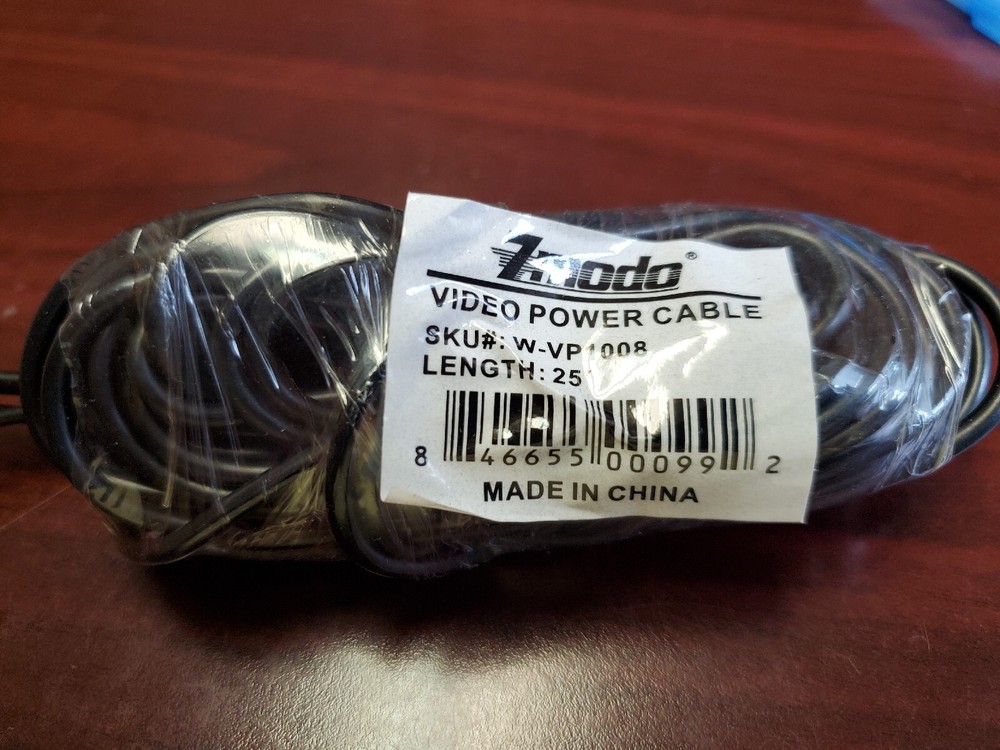 Zmodo®
VIDEO POWER CABLE
SKU#: W-VP1008
LENGTH: 25'
8 46655 00099 2
MADE IN CHINA